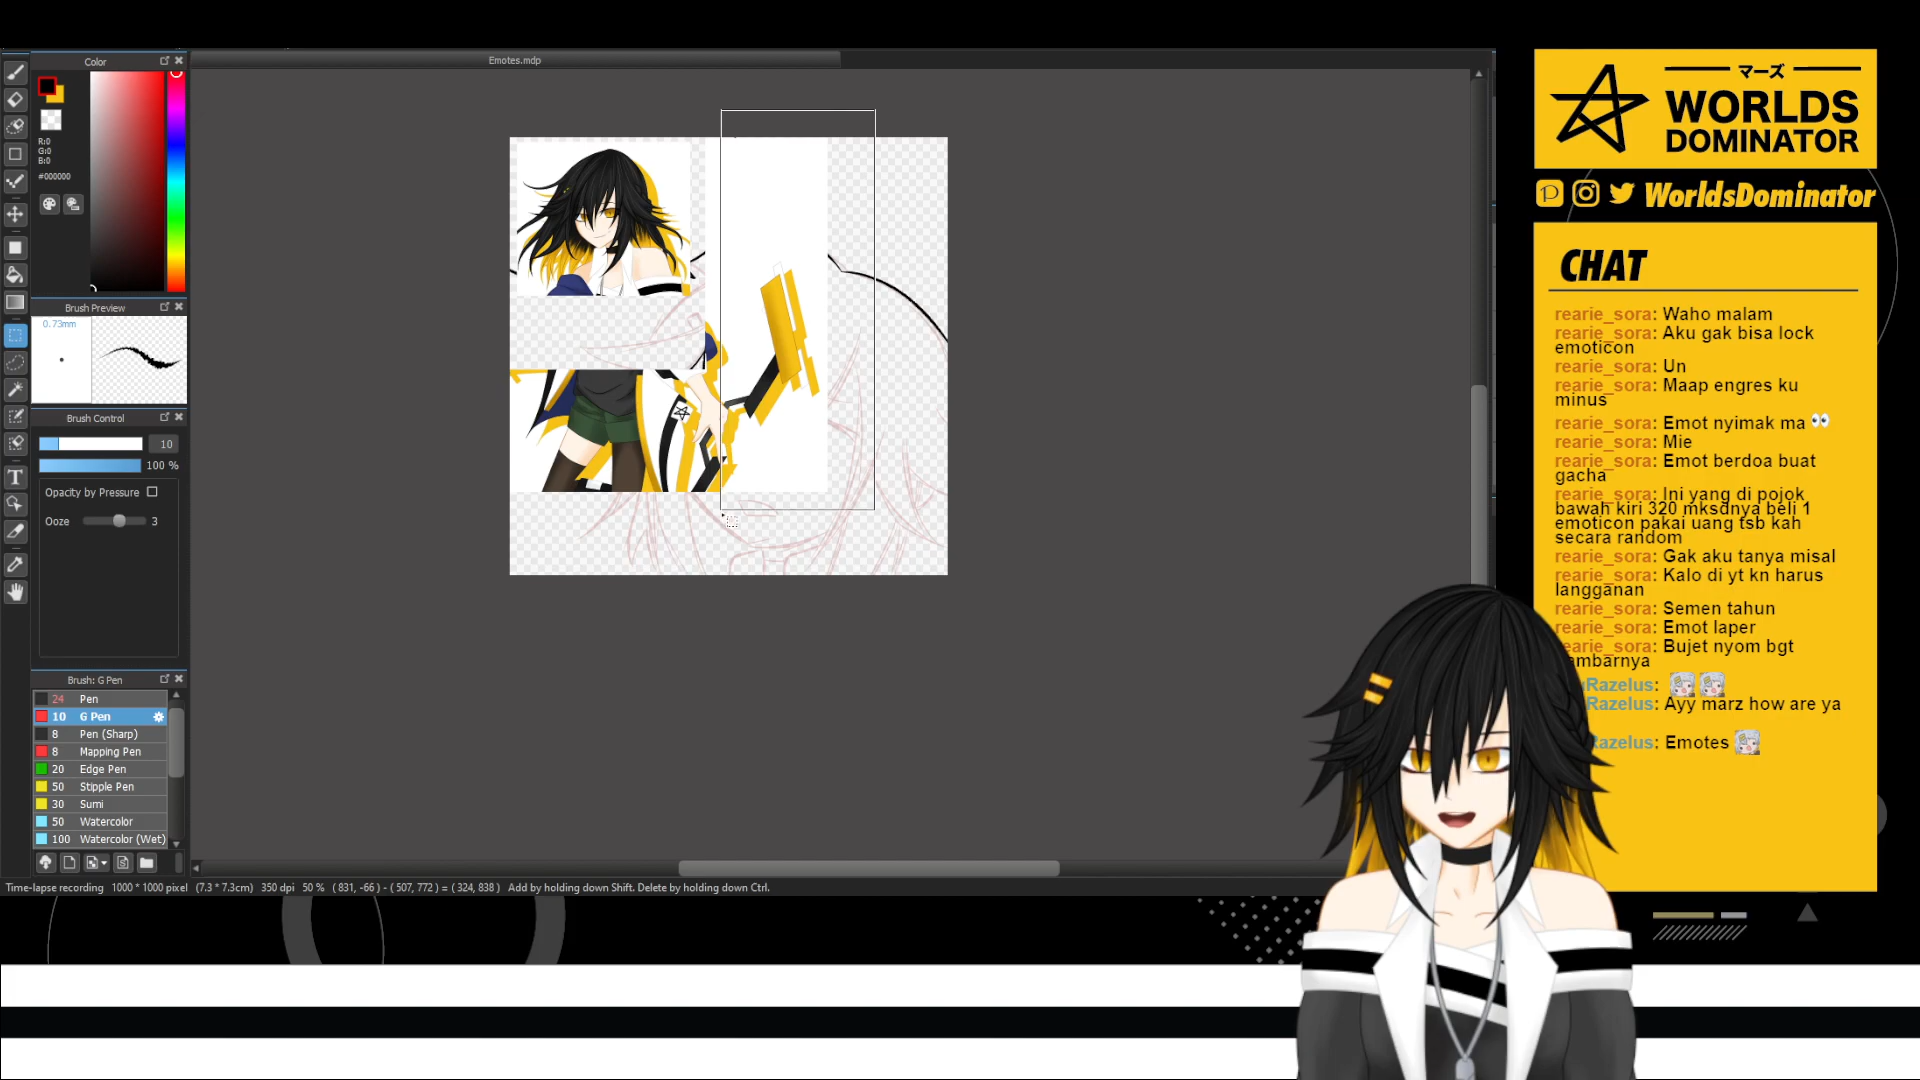 Color
Emotes.mdp
R:0
G:0
B:0
#000000
Brush Preview
0.73mm
Brush Control
10
100 %
Opacity by Pressure
Ooze 3
Brush: G Pen
24 Pen
10 G Pen
8 Pen (Sharp)
8 Mapping Pen
20 Edge Pen
50 Stipple Pen
30 Sumi
50 Watercolor
100 Watercolor (Wet)
Time-lapse recording 1000 * 1000 pixel (7.3 * 7.3cm) 350 dpi 50 % ( 831, -66 ) - ( 507, 772 ) = ( 324, 838 ) Add by holding down Shift. Delete by holding down Ctrl.
マーズ
WORLDS
DOMINATOR
WorldsDominator
CHAT
rearie_sora: Waho malam
rearie_sora: Aku gak bisa lock
emoticon
rearie_sora: Un
rearie_sora: Maap engres ku
minus
rearie_sora: Emot nyimak ma 👀
rearie_sora: Mie
rearie_sora: Emot berdoa buat
gacha
rearie_sora: Ini yang di pojok
bawah kiri 320 mksdnya beli 1
emoticon pakai uang tsb kah
secara random
rearie_sora: Gak aku tanya misal
rearie_sora: Kalo di yt kn harus
langganan
rearie_sora: Semen tahun
rearie_sora: Emot laper
earie_sora: Bujet nyom bgt
ambarnya
Razelus:
Razelus: Ayy marz how are ya
Razelus: Emotes